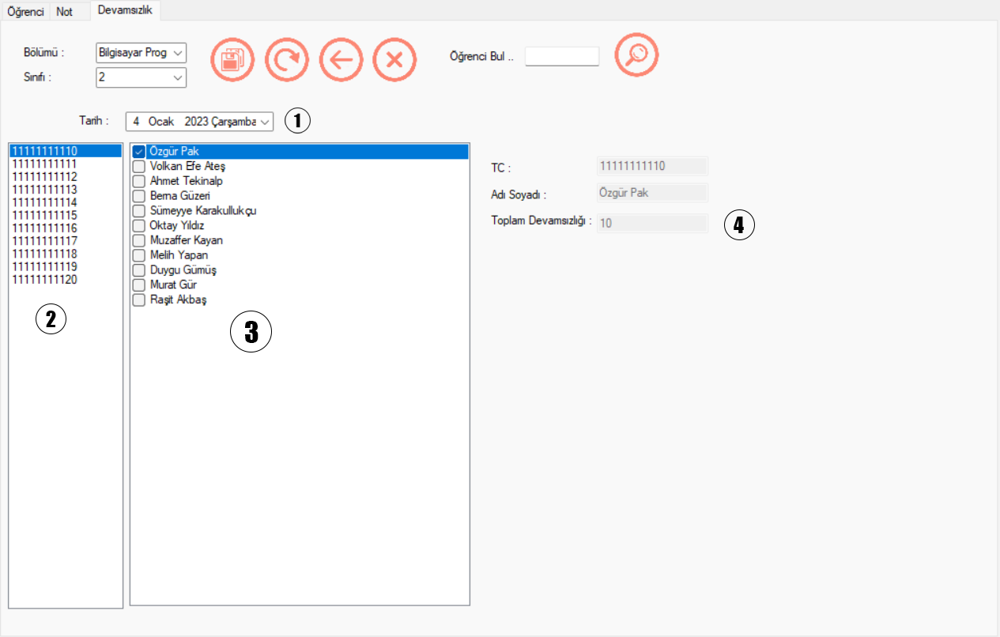 Öğrenci Not Devamsızlık
Bölümü : Bilgisayar Prog
Sınıfı : 2
Öğrenci Bul ..
Tarih : 4 Ocak 2023 Çarşamba
1
11111111110
11111111111
11111111112
11111111113
11111111114
11111111115
11111111116
11111111117
11111111118
11111111119
11111111120
2
Özgür Pak
Volkan Efe Ateş
Ahmet Tekinalp
Berna Güzeri
Sümeyye Karakullukçu
Oktay Yıldız
Muzaffer Kayan
Melih Yapan
Duygu Gümüş
Murat Gür
Raşit Akbaş
3
TC : 11111111110
Adı Soyadı : Özgür Pak
Toplam Devamsızlığı : 10
4